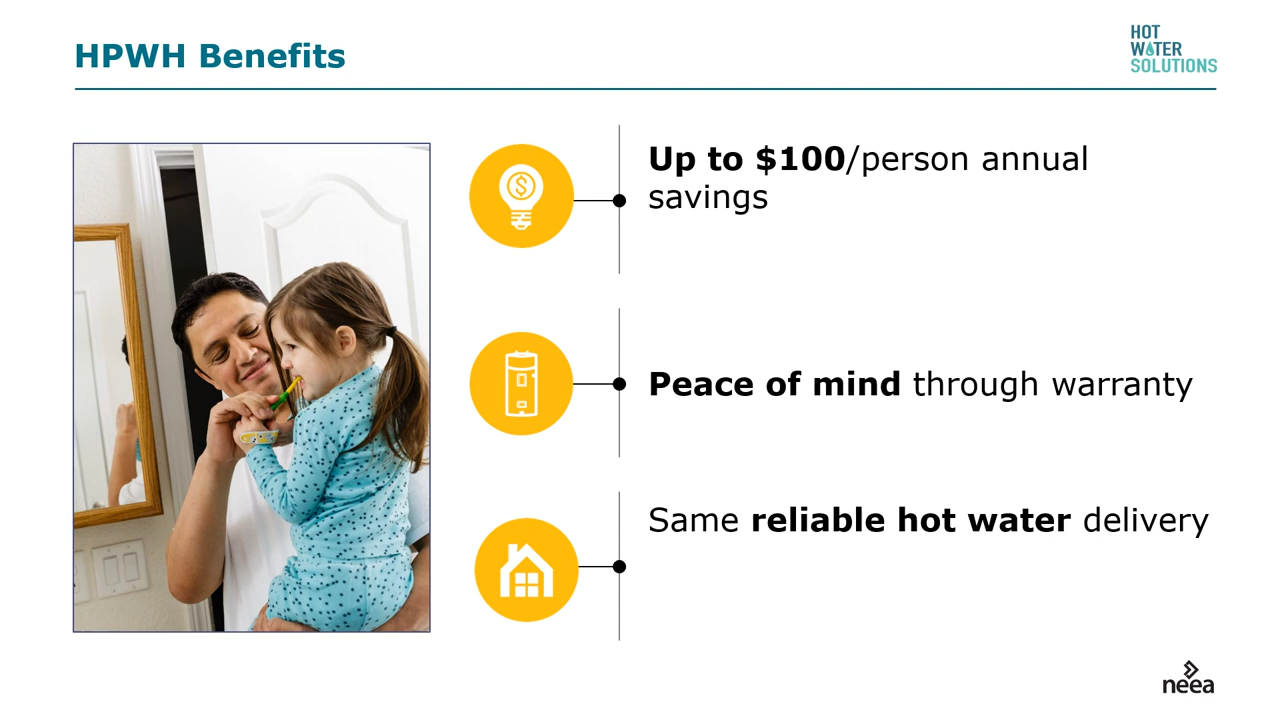 HPWH Benefits
HOT
WATER
SOLUTIONS
Up to $100/person annual
savings
$
Peace of mind through warranty
Same reliable hot water delivery
neea